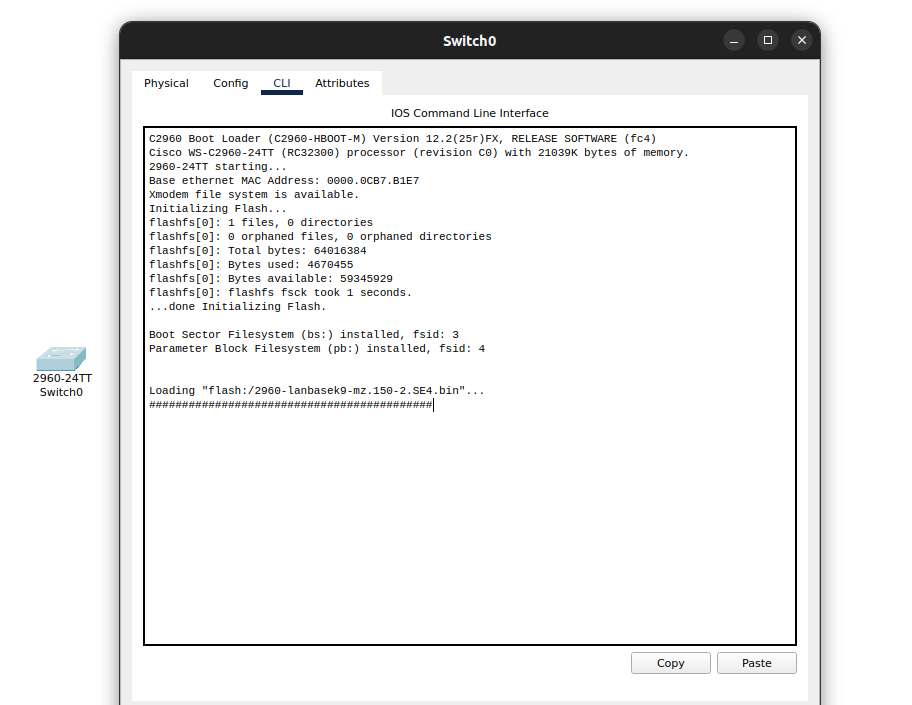 Switch0
Physical Config CLI Attributes
IOS Command Line Interface
C2960 Boot Loader (C2960-HBOOT-M) Version 12.2(25r)FX, RELEASE SOFTWARE (fc4)
Cisco WS-C2960-24TT (RC32300) processor (revision C0) with 21039K bytes of memory.
2960-24TT starting...
Base ethernet MAC Address: 0000.0CB7.B1E7
Xmodem file system is available.
Initializing Flash...
flashfs[0]: 1 files, 0 directories
flashfs[0]: 0 orphaned files, 0 orphaned directories
flashfs[0]: Total bytes: 64016384
flashfs[0]: Bytes used: 4670455
flashfs[0]: Bytes available: 59345929
flashfs[0]: flashfs fsck took 1 seconds.
...done Initializing Flash.
Boot Sector Filesystem (bs:) installed, fsid: 3
Parameter Block Filesystem (pb:) installed, fsid: 4
Loading "flash:/2960-lanbasek9-mz.150-2.SE4.bin"...
###########################################
2960-24TT
Switch0
Copy Paste